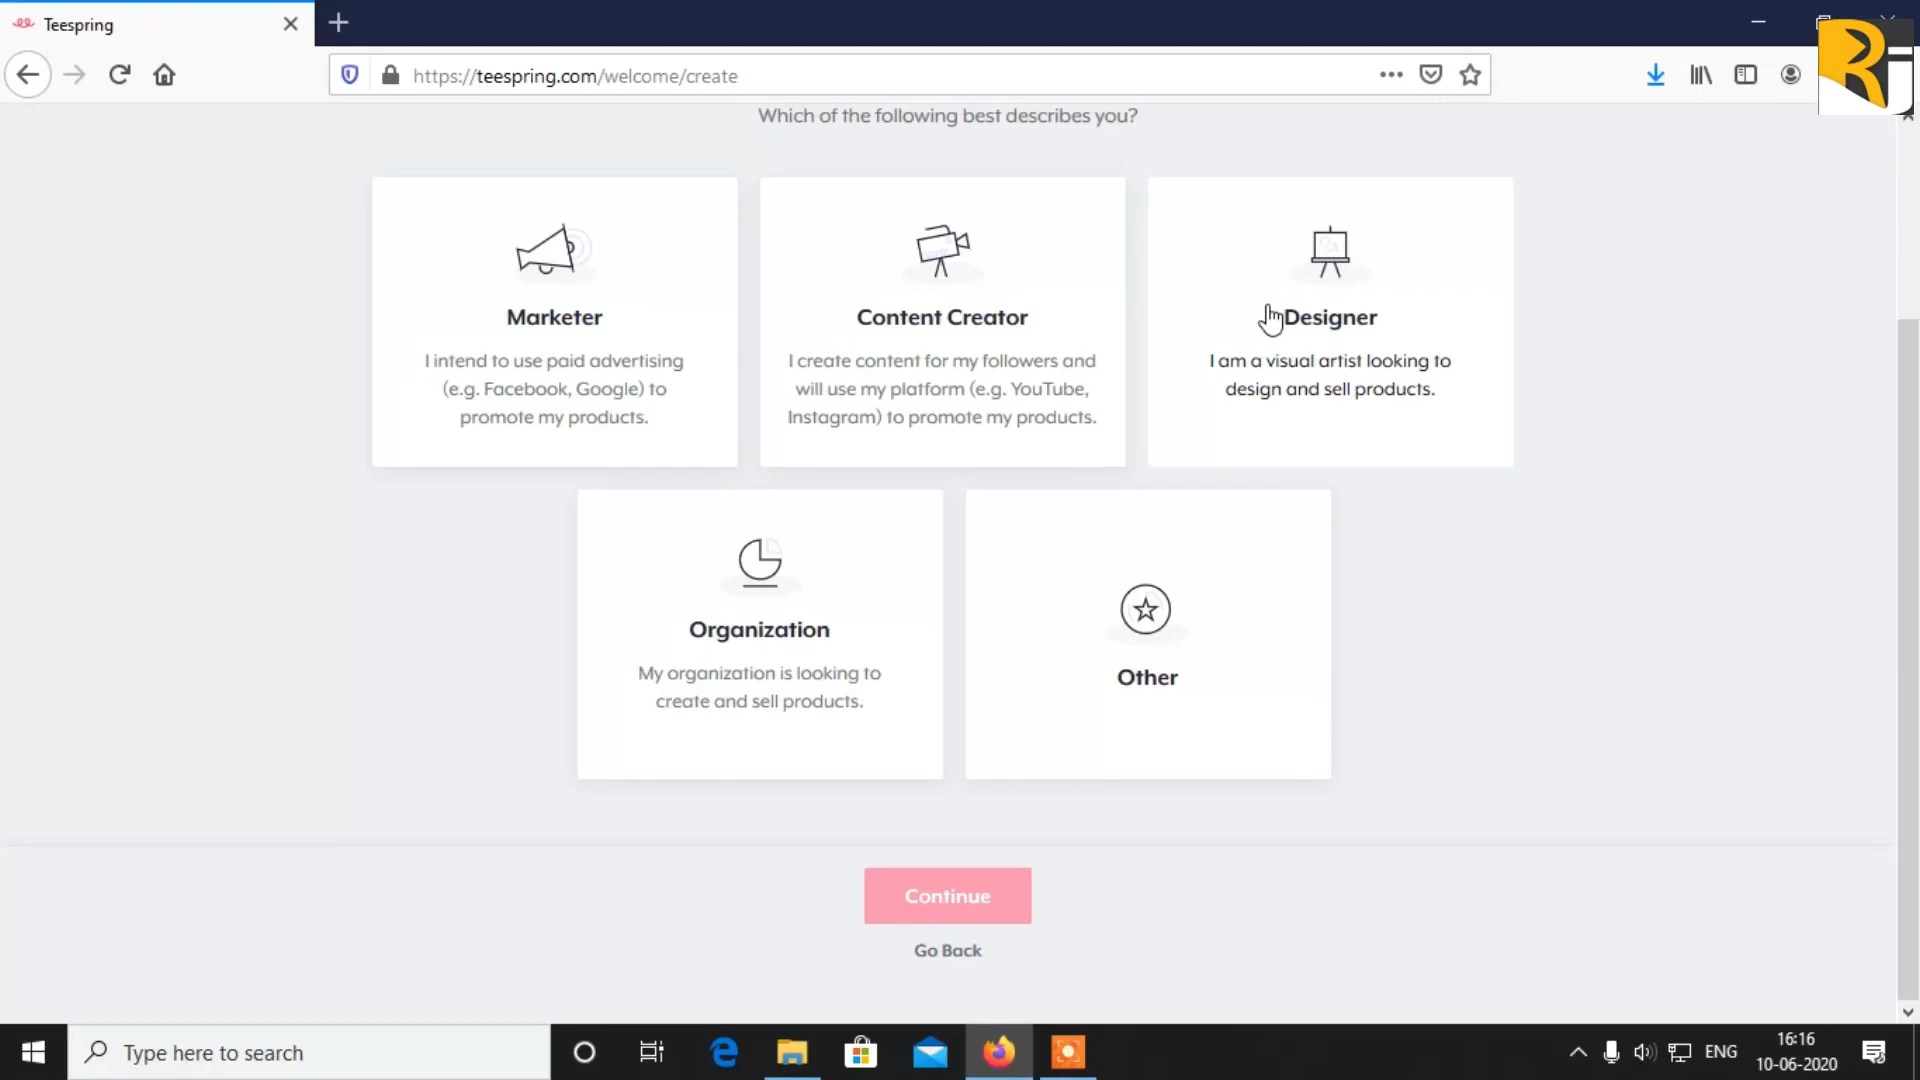 Teespring
https://teespring.com/welcome/create
Which of the following best describes you?
Marketer
I intend to use paid advertising
(e.g. Facebook, Google) to
promote my products.
Content Creator
I create content for my followers and
will use my platform (e.g. YouTube,
Instagram) to promote my products.
Designer
I am a visual artist looking to
design and sell products.
Organization
My organization is looking to
create and sell products.
Other
Continue
Go Back
Type here to search
ENG
16:16
10-06-2020